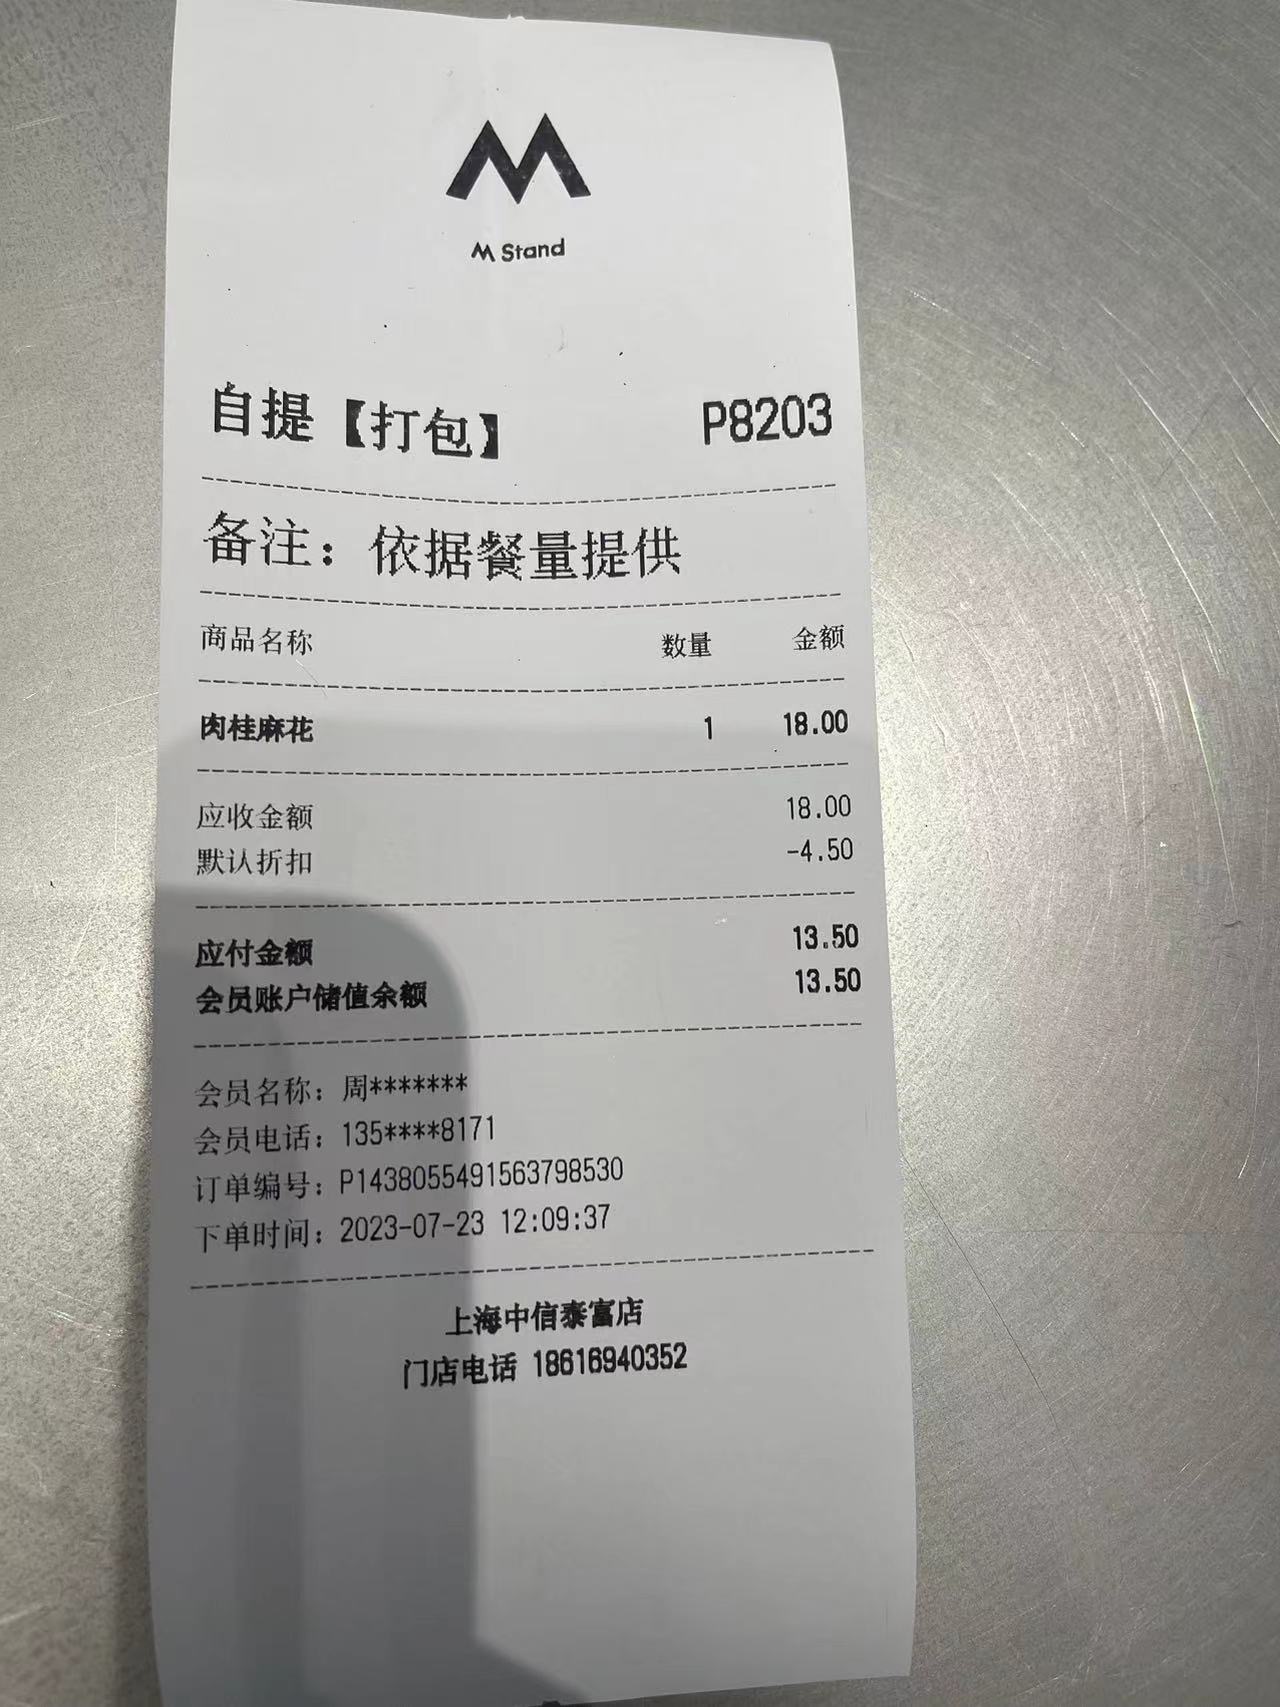 M Stand
自提【打包】 P8203
备注：依据餐量提供
商品名称 数量 金额
肉桂麻花 1 18.00
应收金额 18.00
默认折扣 -4.50
应付金额 13.50
会员账户储值余额 13.50
会员名称：周*******
会员电话：135****8171
订单编号：P1438055491563798530
下单时间：2023-07-23 12:09:37
上海中信泰富店
门店电话 18616940352